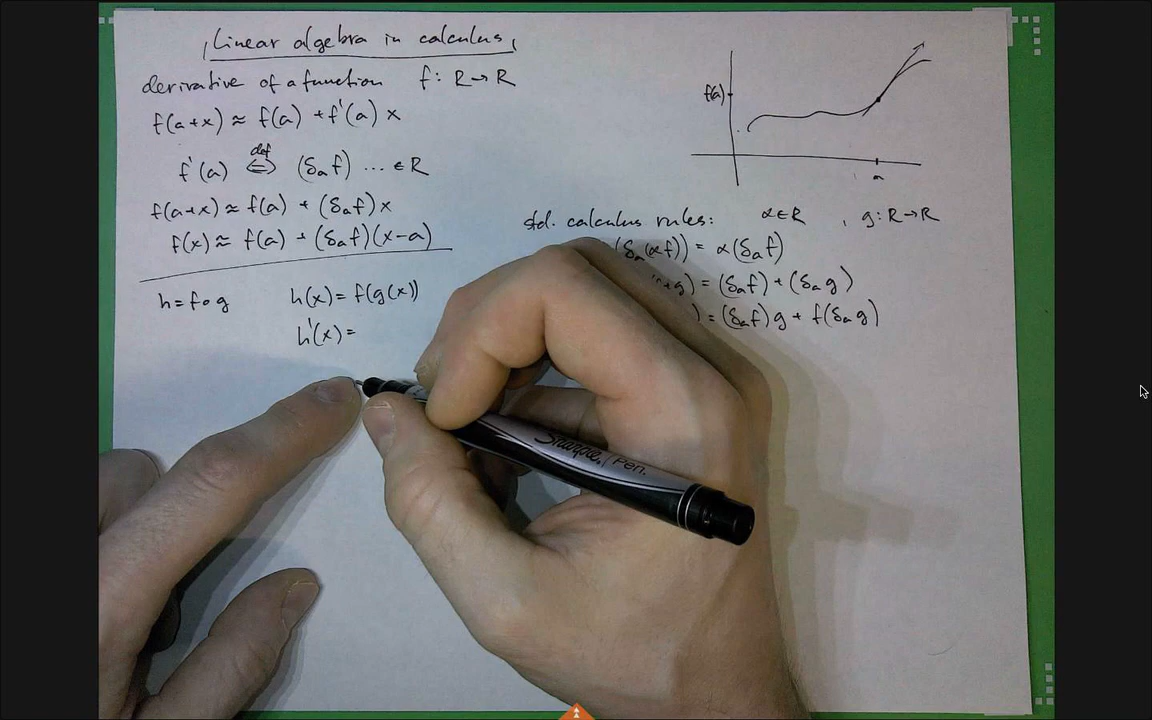 Linear algebra in calculus
derivative of a function f: R→R
f(a+x) ≈ f(a) + f'(a) x
f'(a) ⇔ def (δₐf) ... ∈ R
f(a+x) ≈ f(a) + (δₐf) x
f(x) ≈ f(a) + (δₐf)(x-a)
h = f∘g h(x) = f(g(x))
h'(x) =
f(a)
a
std. calculus rules: α∈R , g: R→R
(δₐ(αf)) = α(δₐf)
+g) = (δₐf) + (δₐg)
) = (δₐf)g + f(δₐg)
Sharpie. Pen.